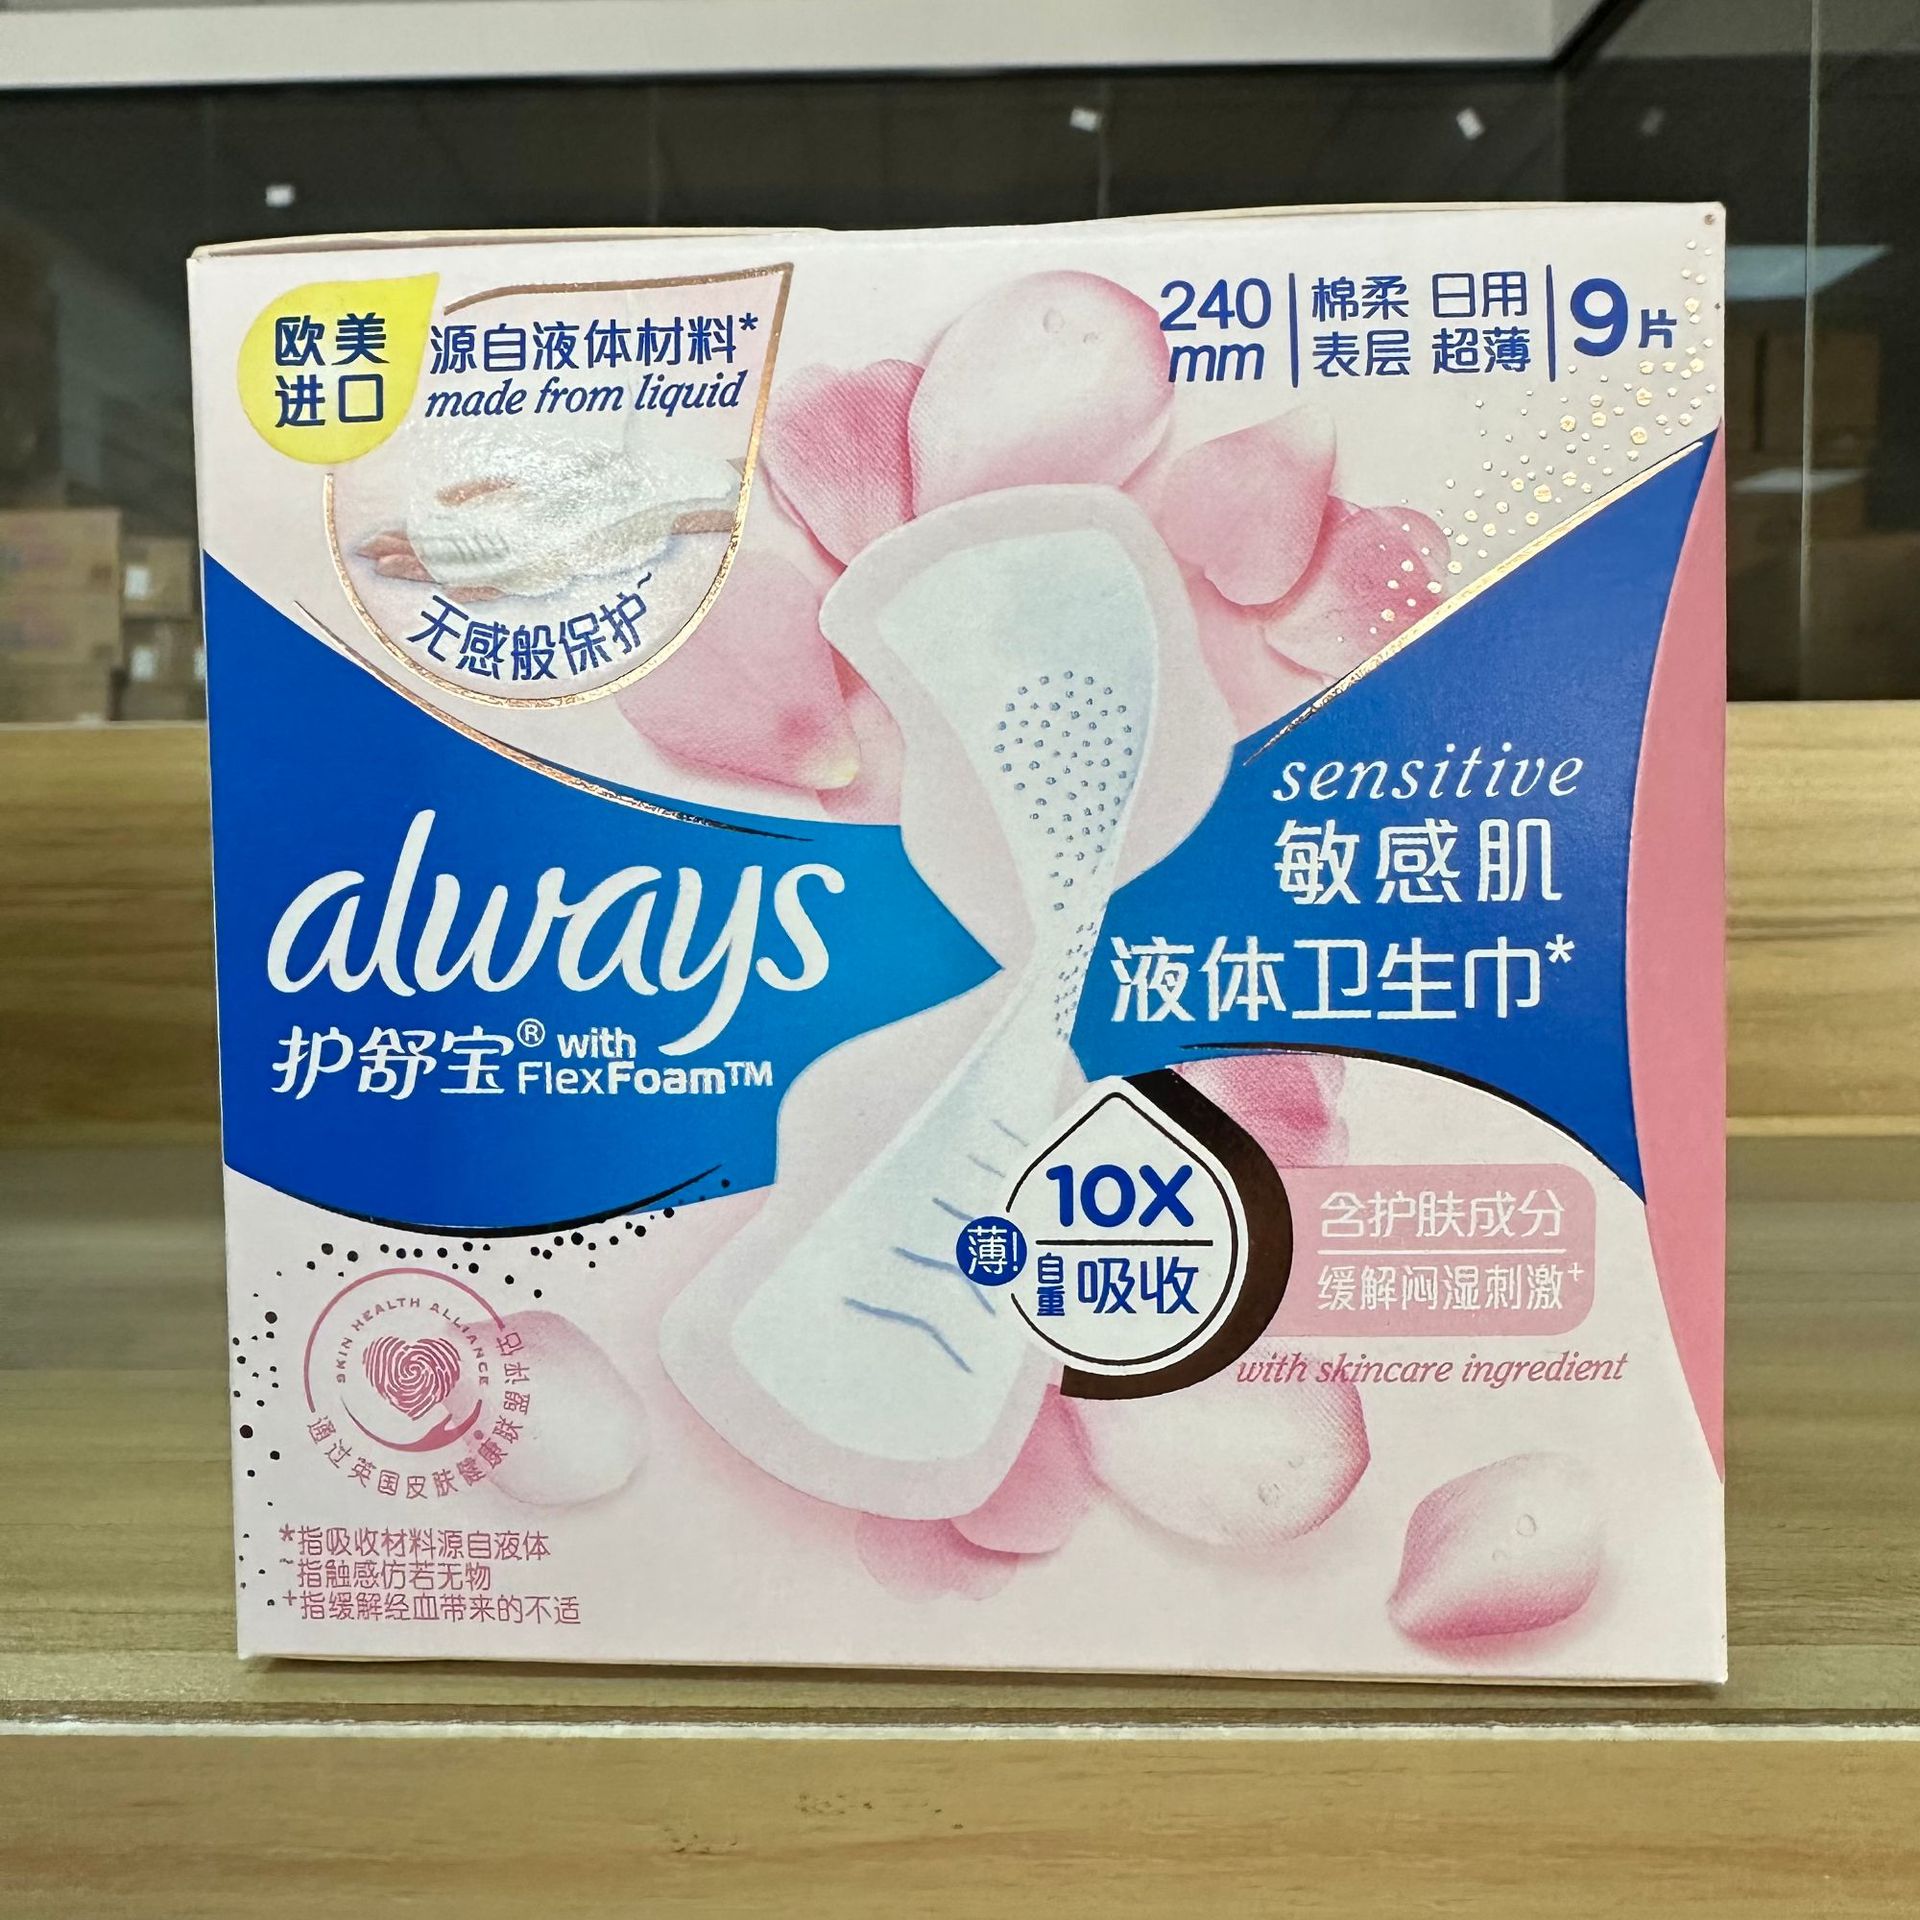 欧美
进口
源自液体材料*
made from liquid
无感般保护~
240
mm
棉柔 日用
表层 超薄
9片
always
护舒宝® with
FlexFoam™
sensitive
敏感肌
液体卫生巾*
薄!
10X
自重
吸收
含护肤成分
缓解闷湿刺激+
with skincare ingredient
SKIN HEALTH ALLIANCE
通过英国皮肤健康联盟评估
*指吸收材料源自液体
~指触感仿若无物
+指缓解经血带来的不适